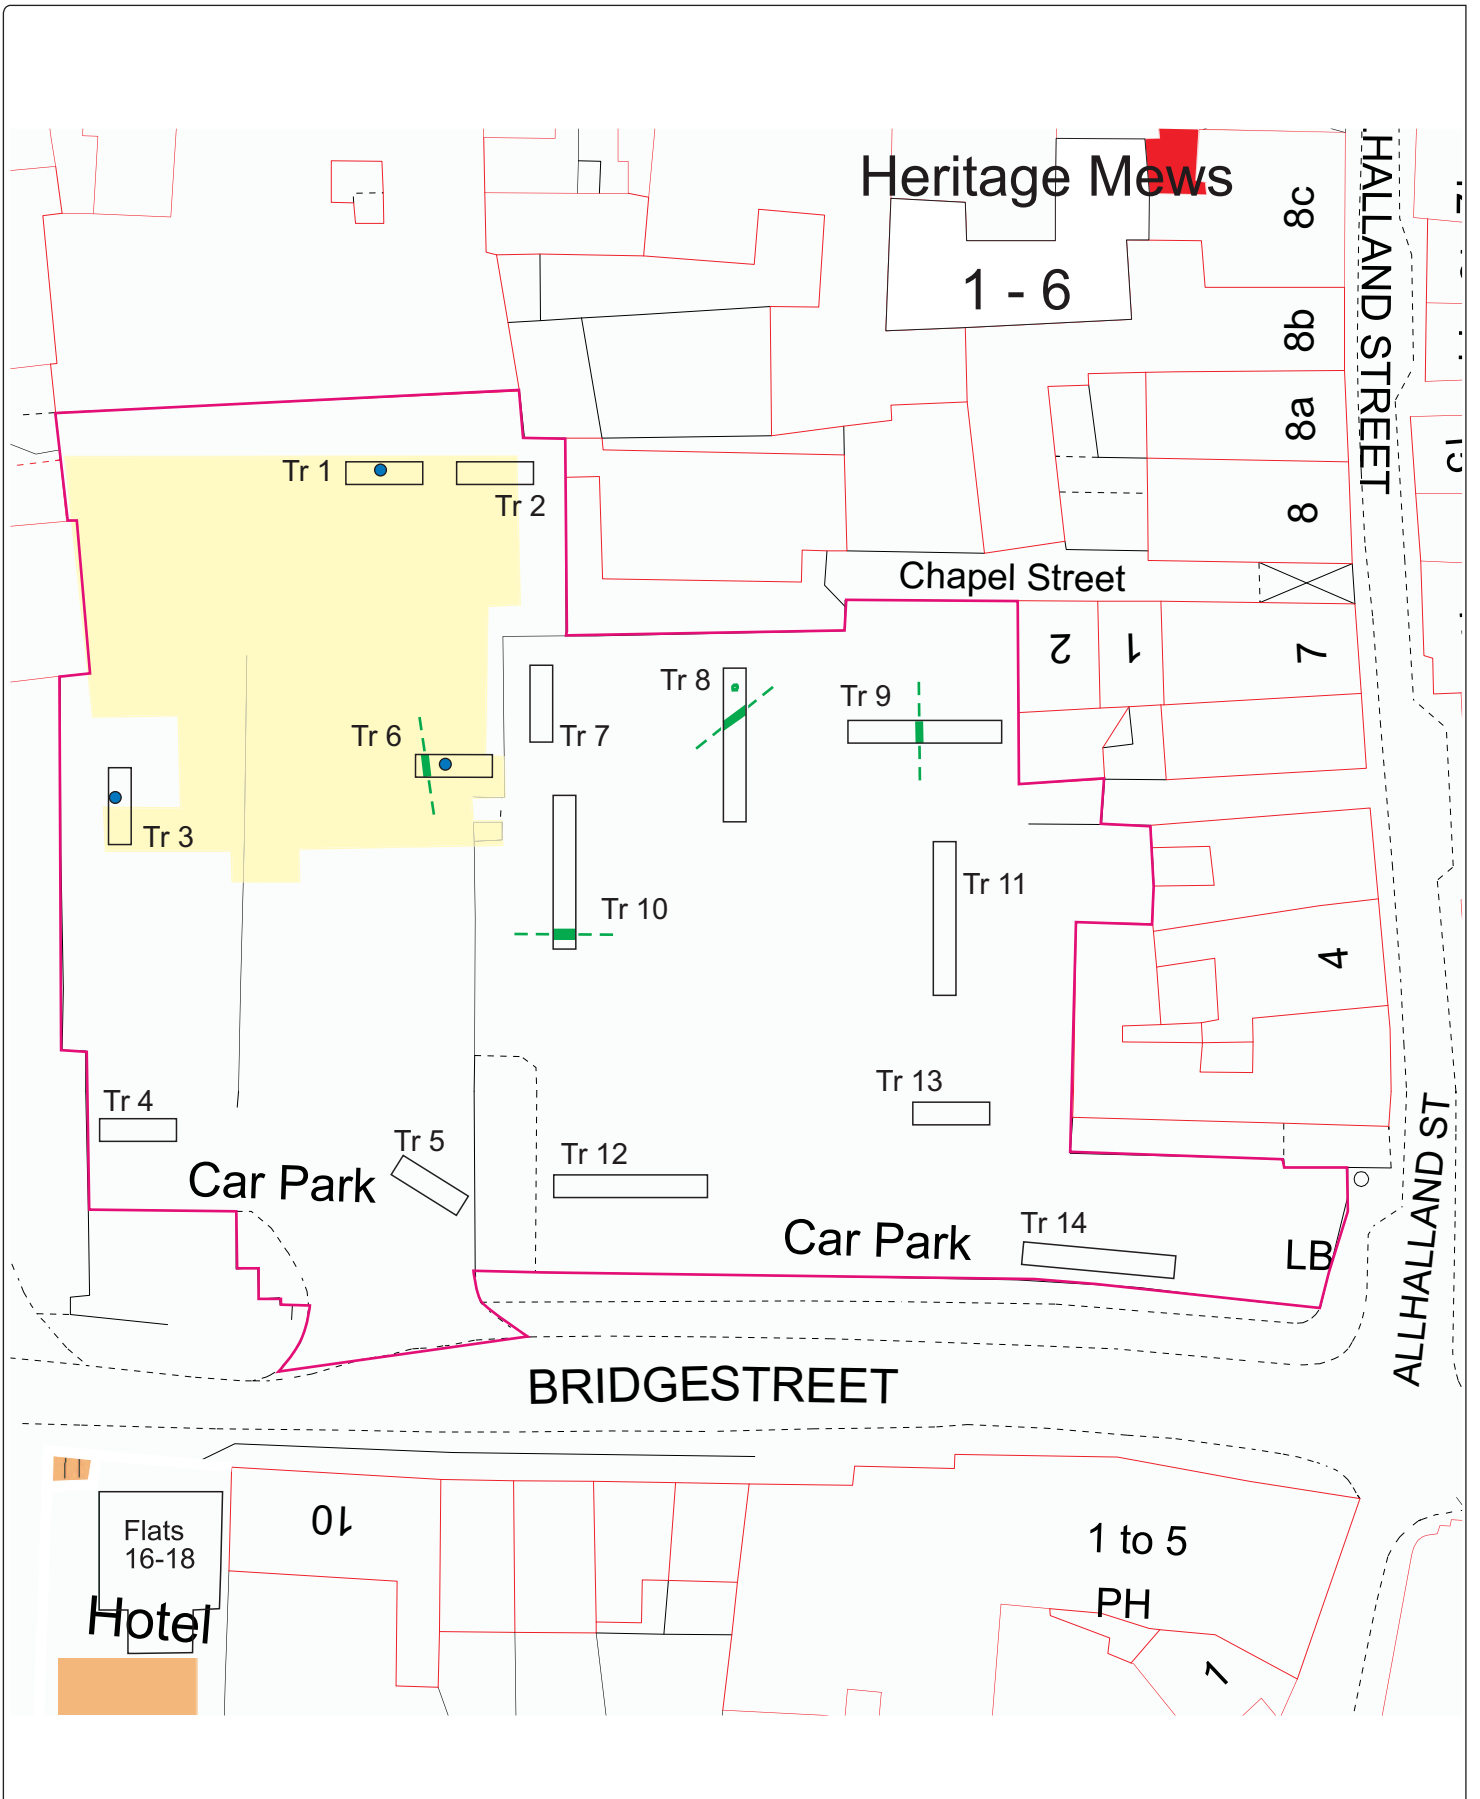 Heritage Mews
1 - 6
8c
8b
8a
8
HALLAND STREET
Tr 1
Tr 2
Chapel Street
2
1
7
Tr 8
Tr 9
Tr 6
Tr 7
Tr 3
Tr 11
Tr 10
4
Tr 13
Tr 4
Tr 5
Tr 12
Car Park
Tr 14
Car Park
LB
ALLHALLAND ST
BRIDGESTREET
10
Flats
16-18
Hotel
1 to 5
PH
1